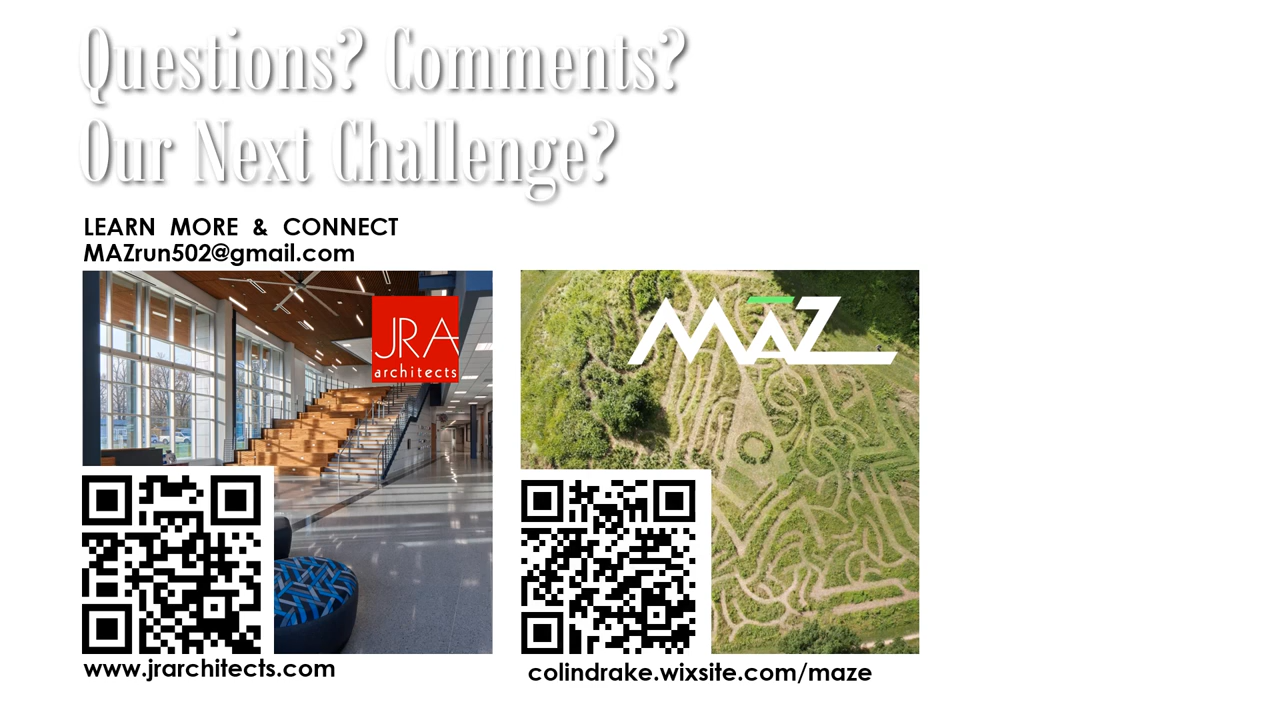 Questions? Comments?
Our Next Challenge?
LEARN MORE & CONNECT
MAZrun502@gmail.com
JRA
architects
MĀZ
www.jrarchitects.com
colindrake.wixsite.com/maze